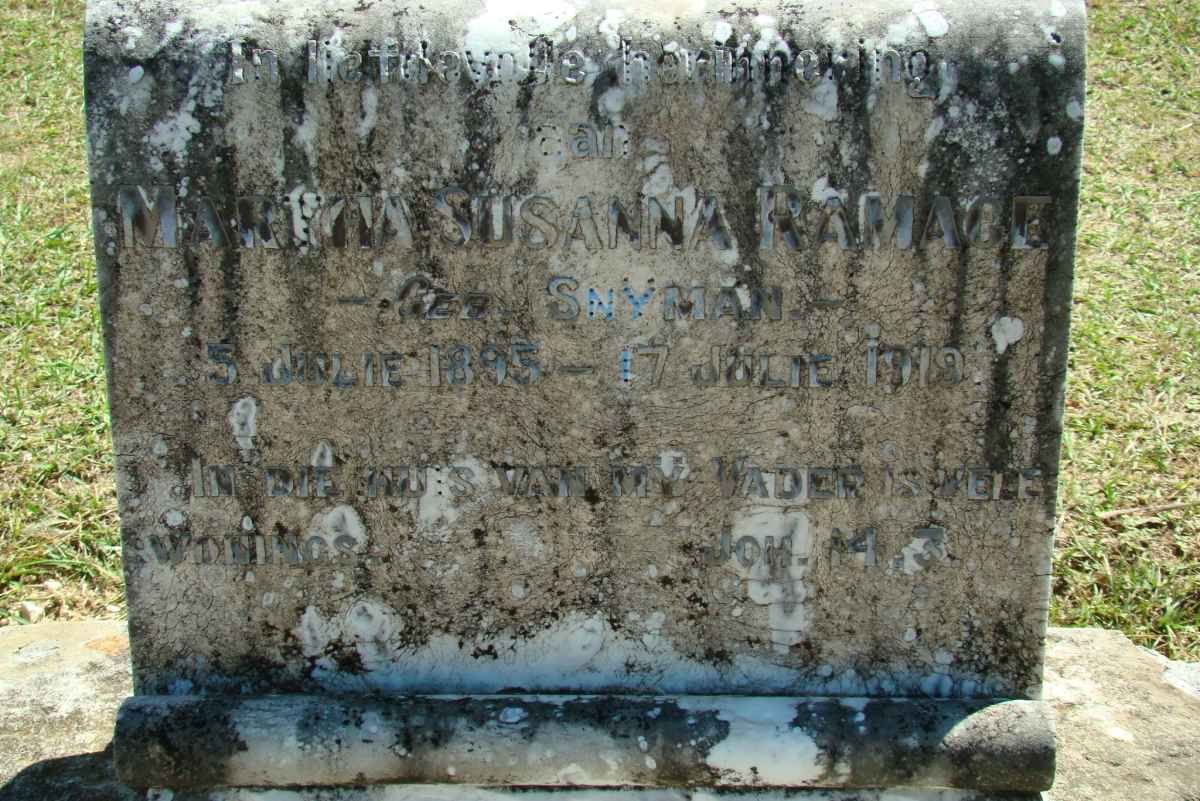 In liefdevolle herinnering
aan
MARTHA SUSANNA RAMAGE
- GEB. SNYMAN. -
5 JULIE 1895 - 17 JULIE 1919
IN DIE HUIS VAN MY VADER IS VELE
WONINGS. JOH. 14.3